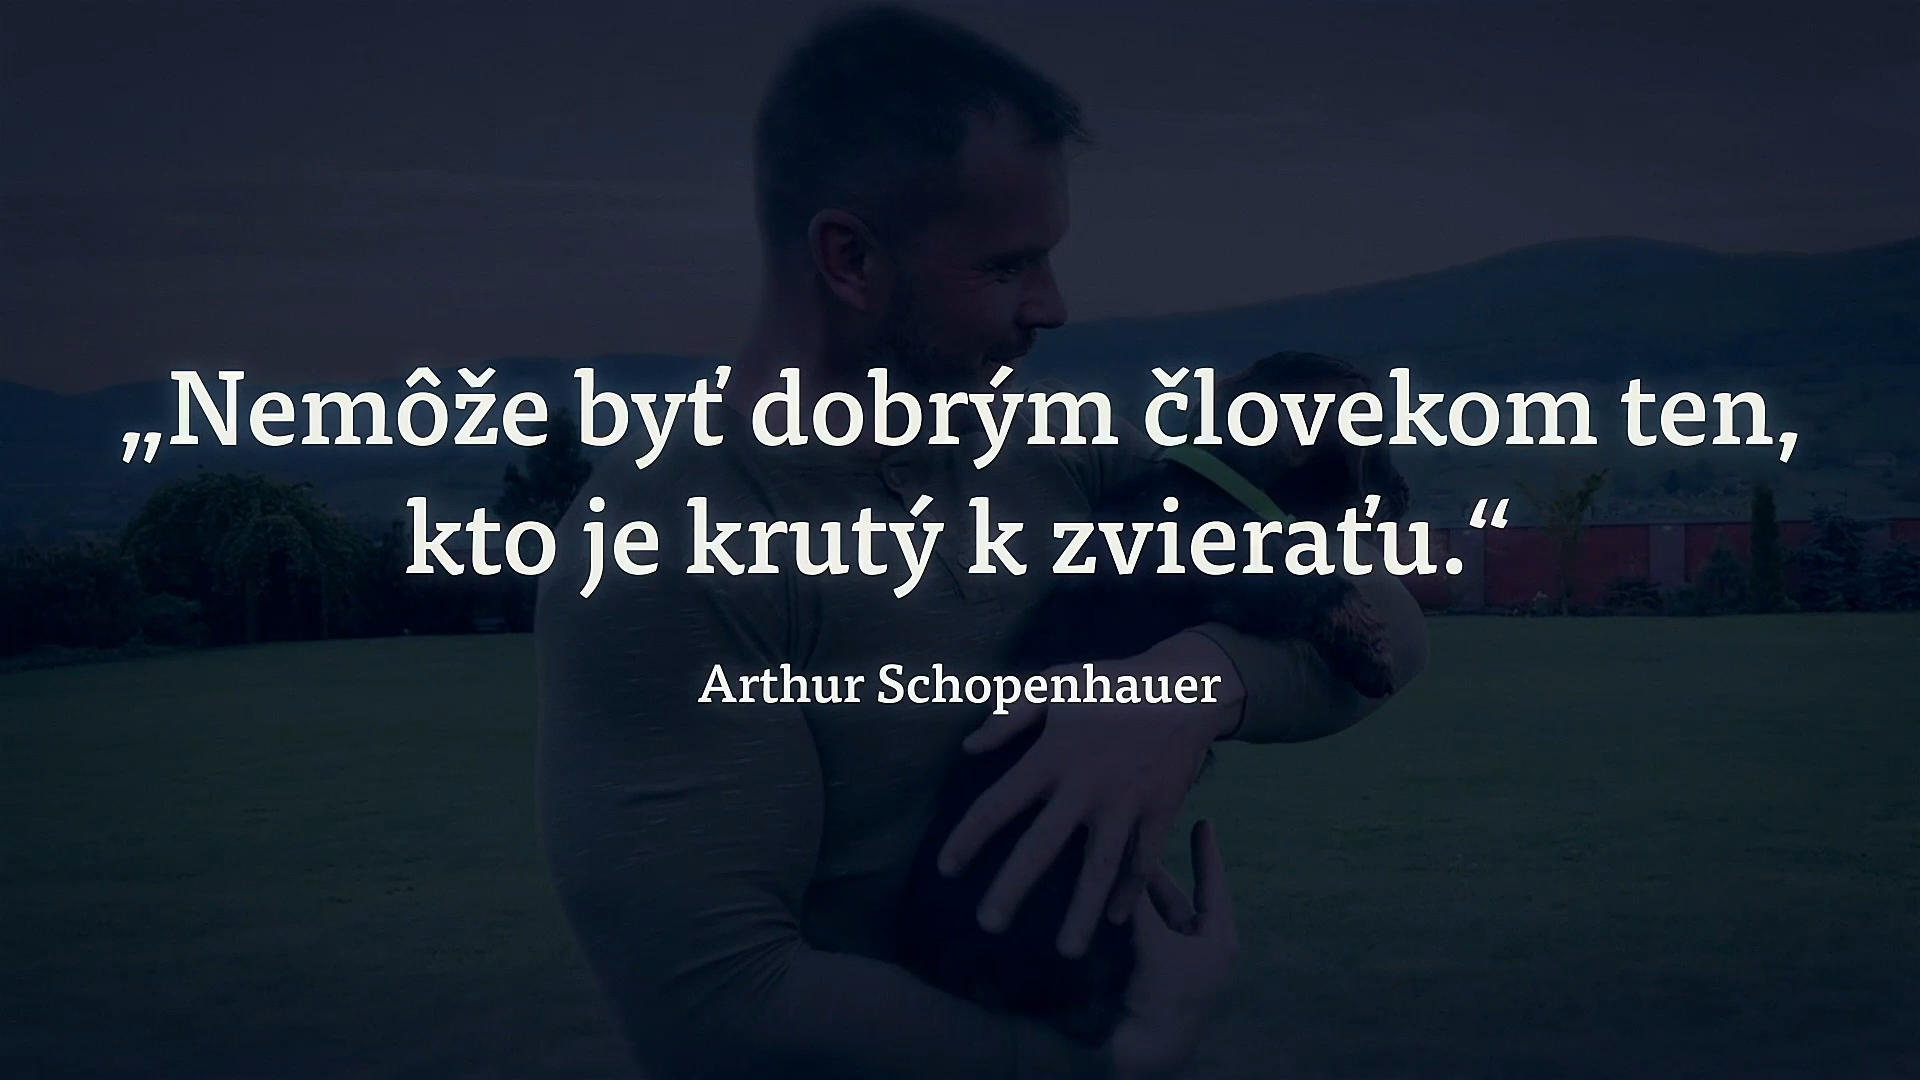 „Nemôže byť dobrým človekom ten,
kto je krutý k zvieraťu.“
Arthur Schopenhauer